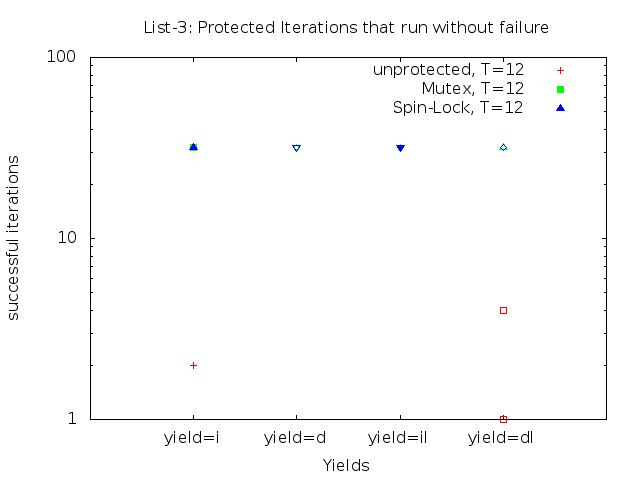 List-3: Protected Iterations that run without failure
100
unprotected, T=12
Mutex, T=12
Spin-Lock, T=12
successful iterations
10
1
yield=i yield=d yield=il yield=dl
Yields